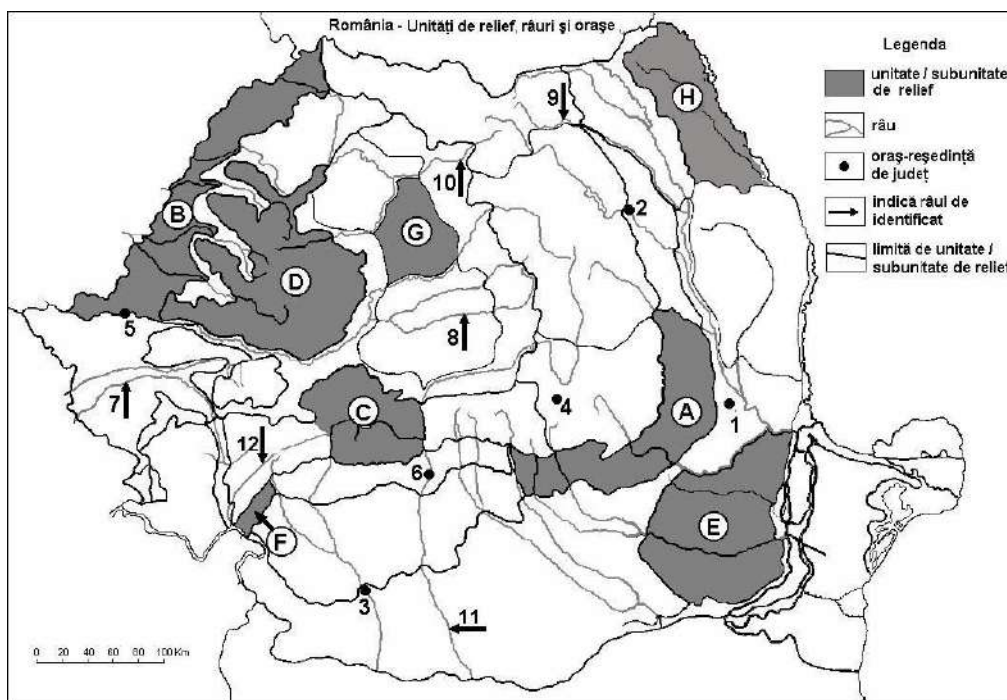 România - Unităţi de relief, râuri şi oraşe
Legenda
unitate / subunitate
de relief
râu
oraş-reşedinţă
de judeţ
indică râul de
identificat
limită de unitate /
subunitate de relief
H
9
B
10
2
G
D
5
8
7
A
C
4
1
12
6
E
F
3
11
0 20 40 60 80 100 Km